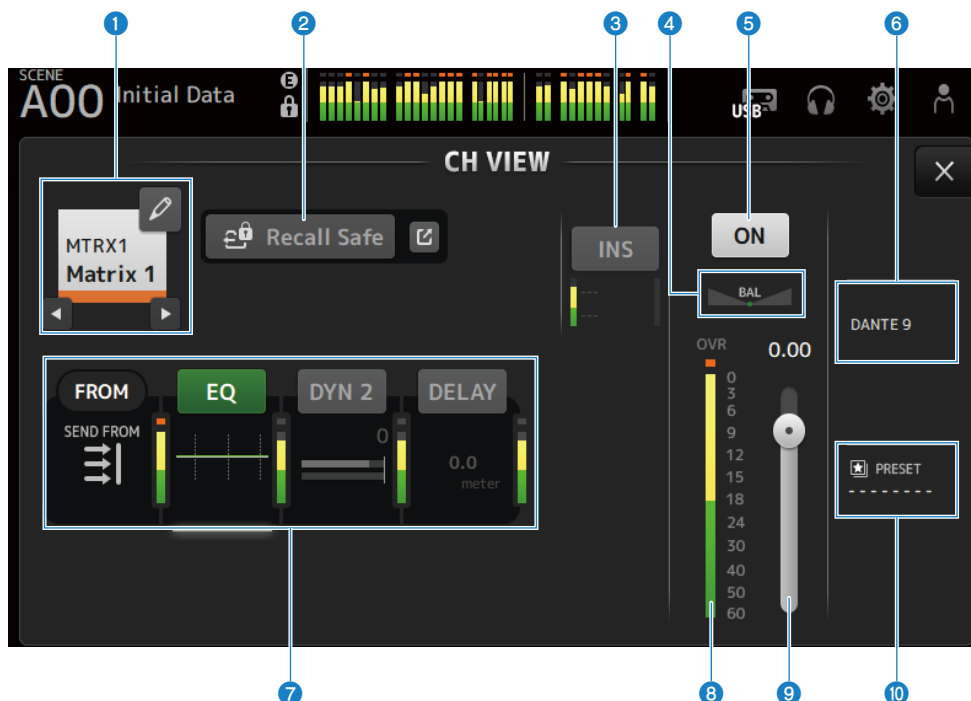 1 2 3 4 5 6
SCENE
A00 Initial Data
E
USB
CH VIEW
MTRX1
Matrix 1
Recall Safe
INS
---
---
ON
BAL
DANTE 9
OVR
0.00
0
3
6
9
12
15
18
24
30
40
50
60
FROM
EQ
DYN 2
DELAY
SEND FROM
0
0.0
meter
PRESET
--------
7 8 9 10